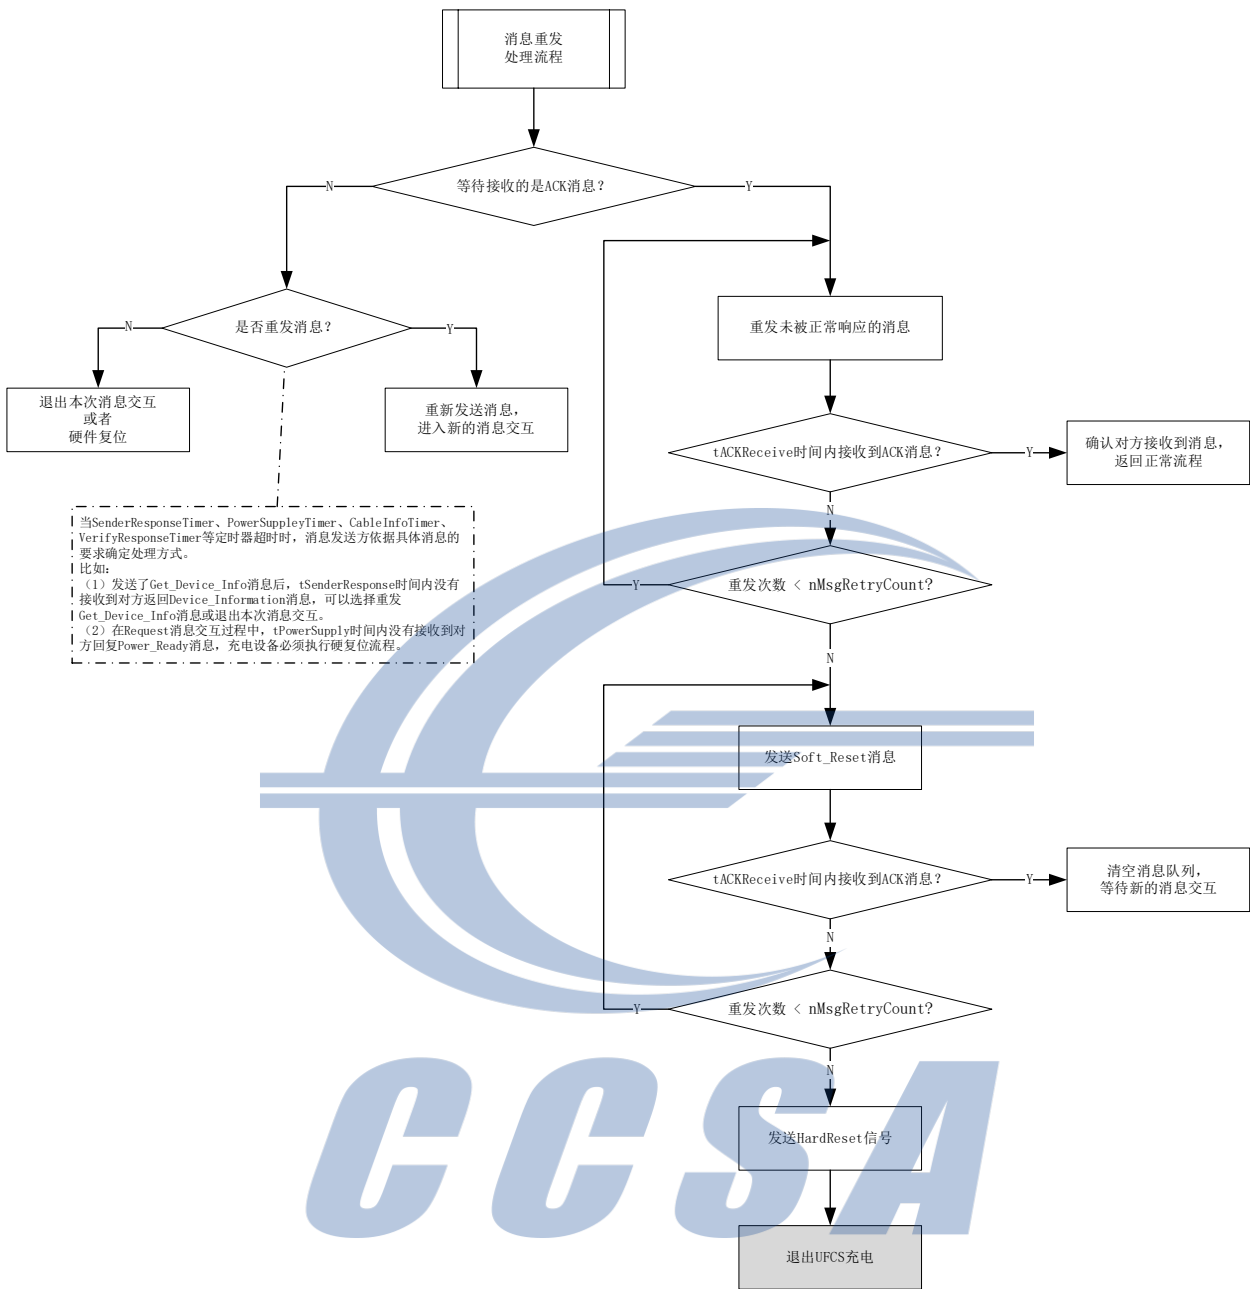 消息重发
处理流程
等待接收的是ACK消息？
N
Y
是否重发消息？
N
Y
重发未被正常响应的消息
退出本次消息交互
或者
硬件复位
重新发送消息，
进入新的消息交互
tACKReceive时间内接收到ACK消息？
Y
确认对方接收到消息，
返回正常流程
N
当SenderResponseTimer、PowerSuppleyTimer、CableInfoTimer、
VerifyResponseTimer等定时器超时时，消息发送方依据具体消息的
要求确定处理方式。
比如：
（1）发送了Get_Device_Info消息后，tSenderResponse时间内没有
接收到对方返回Device_Information消息，可以选择重发
Get_Device_Info消息或退出本次消息交互。
（2）在Request消息交互过程中，tPowerSupply时间内没有接收到对
方回复Power_Ready消息，充电设备必须执行硬复位流程。
重发次数 < nMsgRetryCount?
Y
N
发送Soft_Reset消息
tACKReceive时间内接收到ACK消息？
Y
清空消息队列，
等待新的消息交互
N
重发次数 < nMsgRetryCount?
Y
N
发送HardReset信号
退出UFCS充电
CCSA